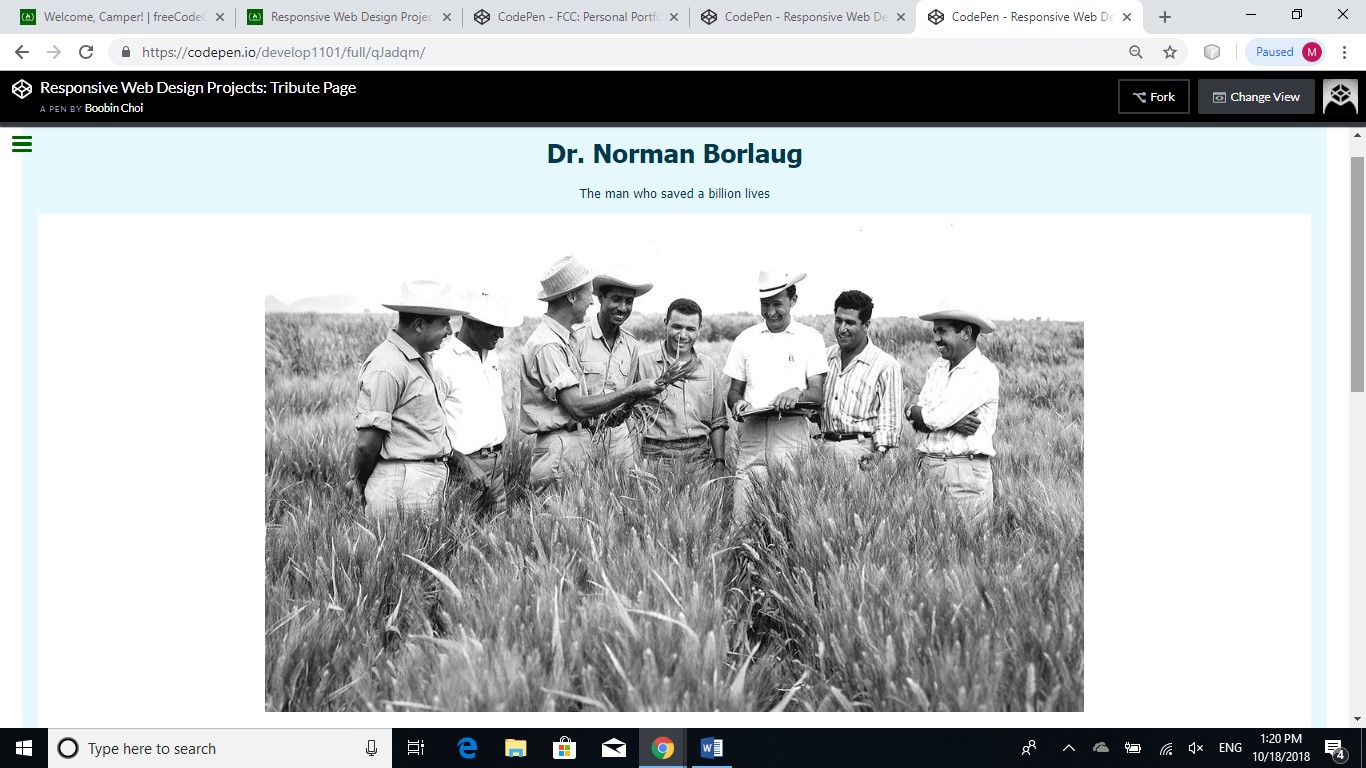 Welcome, Camper! | freeCodeC
Responsive Web Design Projec
CodePen - FCC: Personal Portfo
CodePen - Responsive Web De
CodePen - Responsive Web De
https://codepen.io/develop1101/full/qJadqm/
Paused
M
Responsive Web Design Projects: Tribute Page
A PEN BY Boobin Choi
Fork
Change View
Dr. Norman Borlaug
The man who saved a billion lives
Type here to search
ENG
1:20 PM
10/18/2018
4